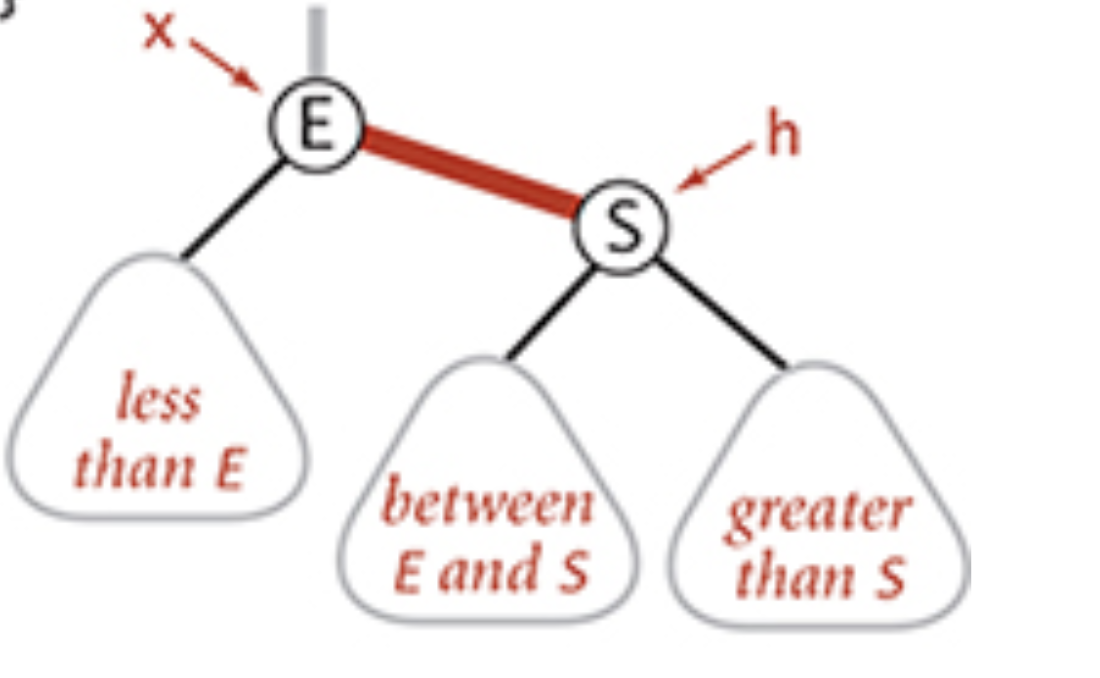 x
E
h
S
less
than E
between
E and S
greater
than S